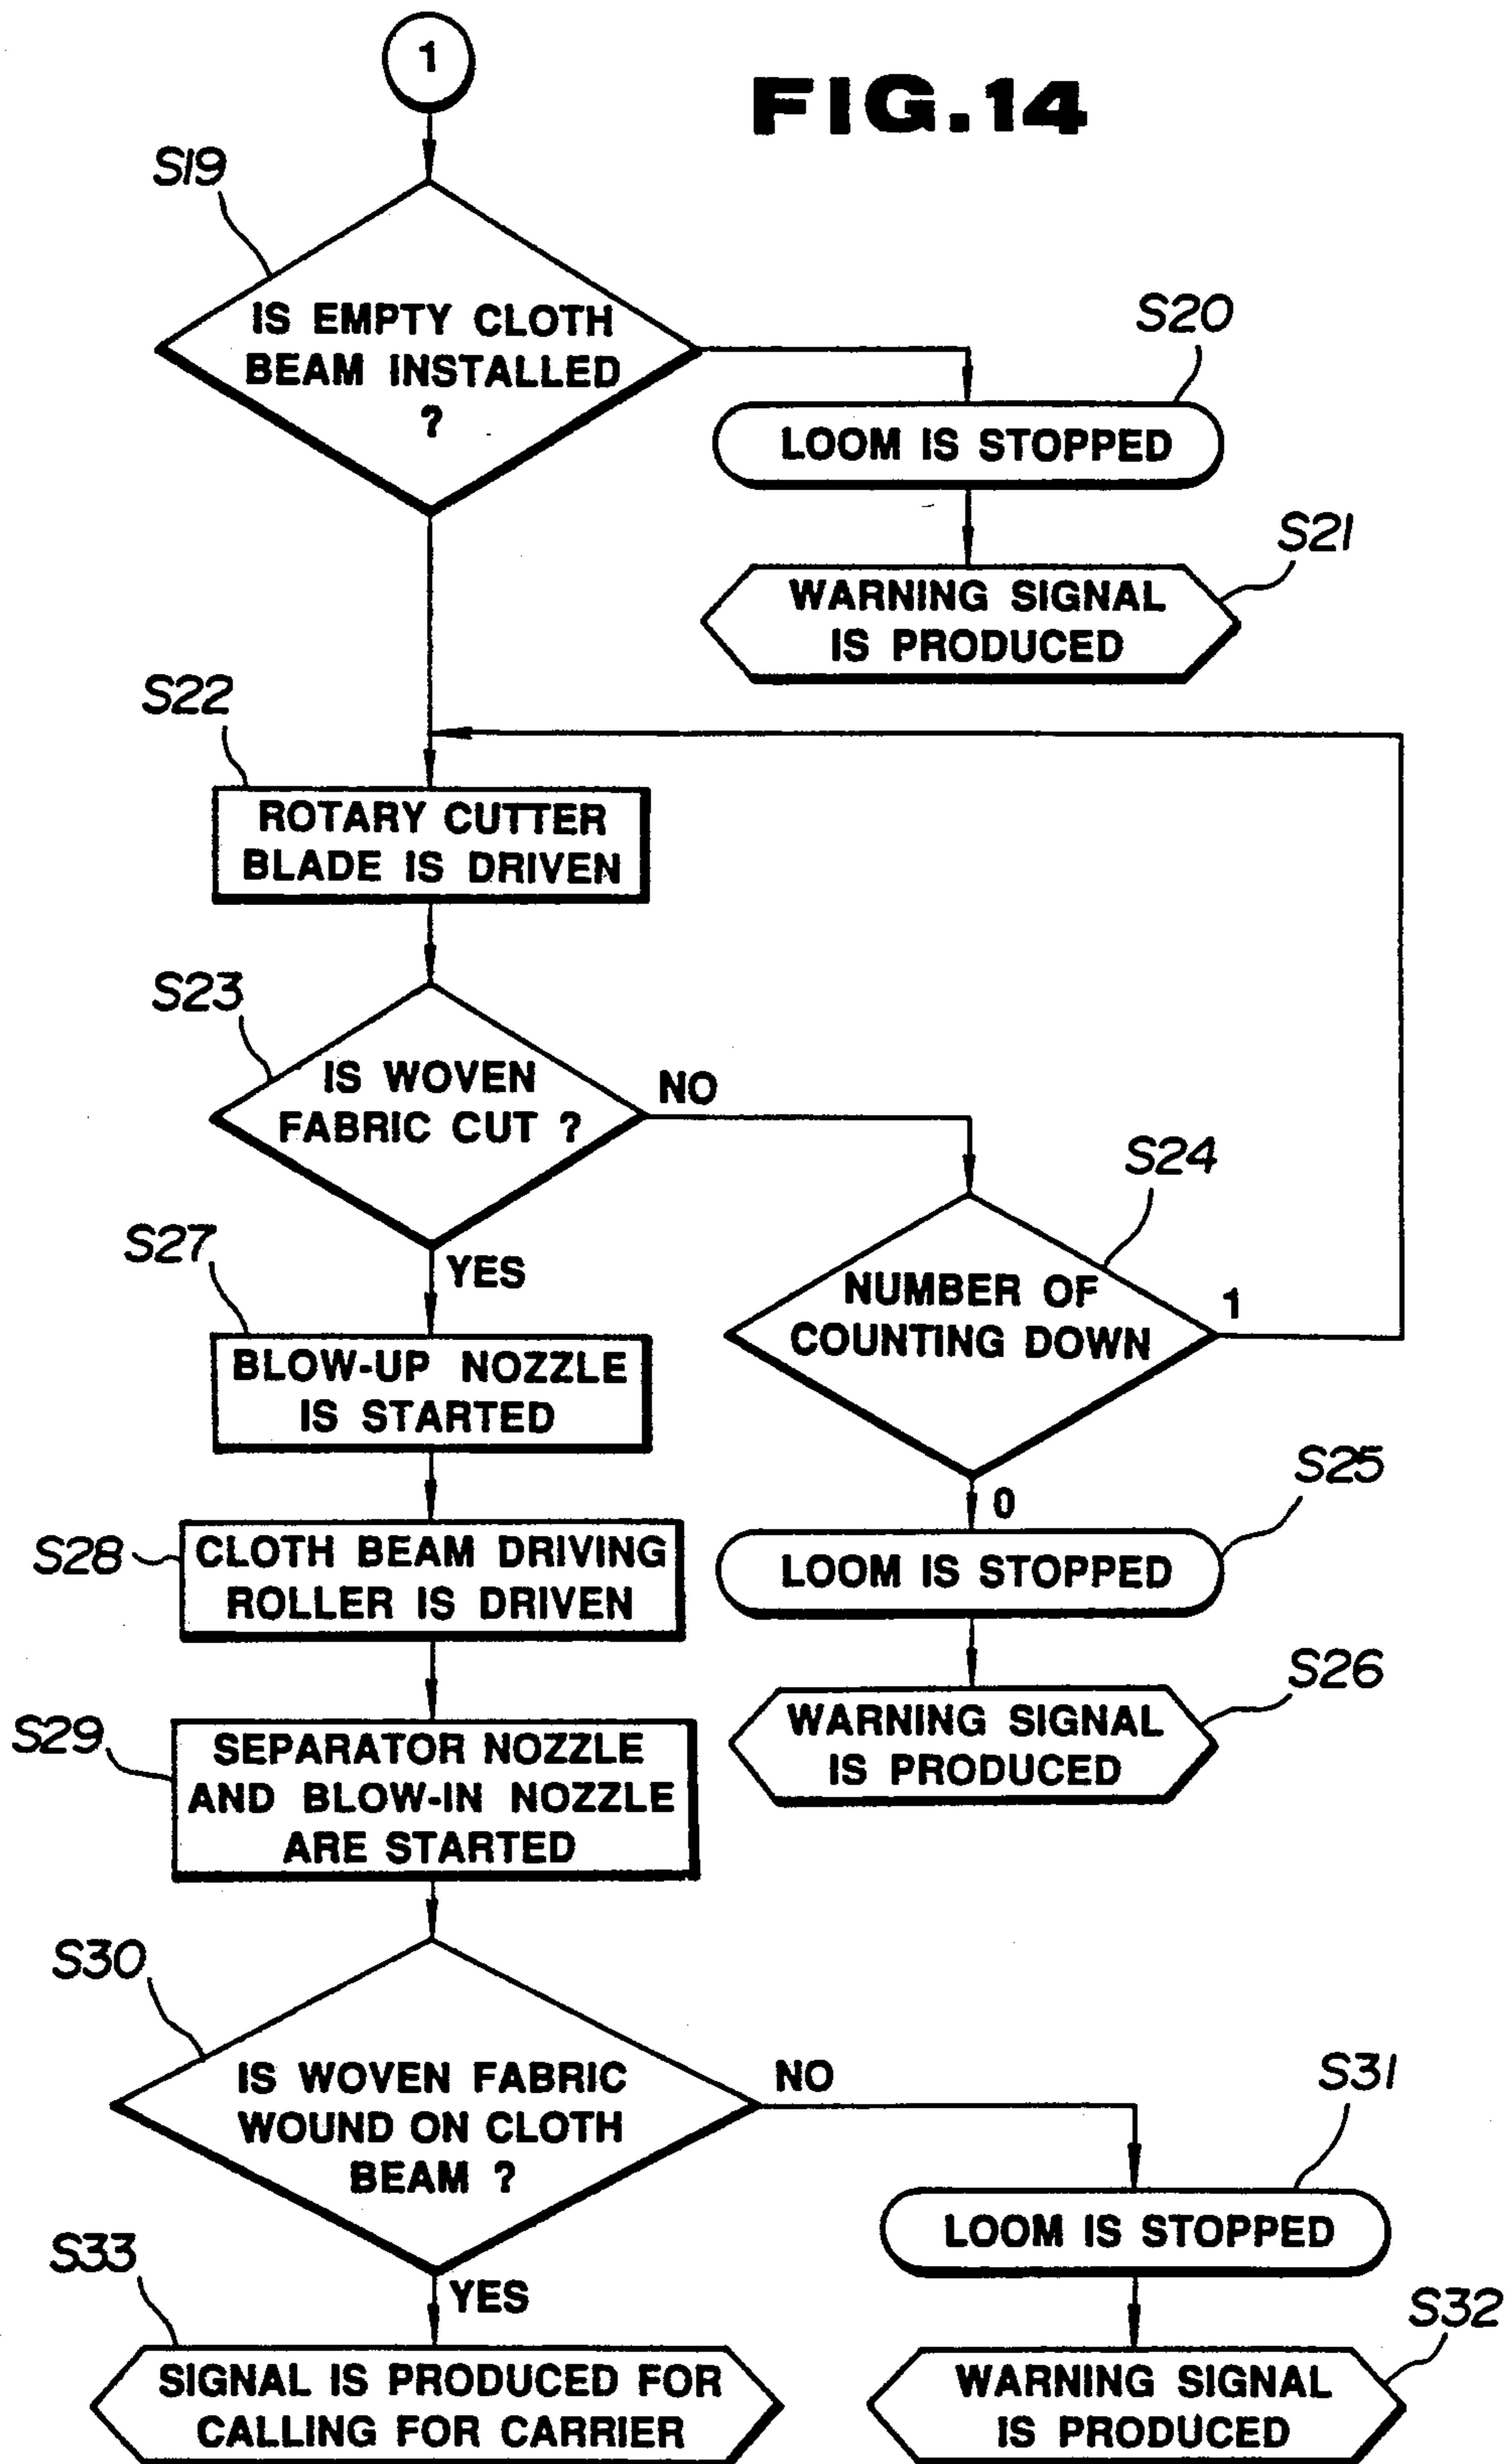 1
FIG.14
S19
IS EMPTY CLOTH
BEAM INSTALLED
?
S20
LOOM IS STOPPED
S21
WARNING SIGNAL
IS PRODUCED
S22
ROTARY CUTTER
BLADE IS DRIVEN
S23
IS WOVEN
FABRIC CUT ?
NO
S24
NUMBER OF
COUNTING DOWN
1
0
S25
LOOM IS STOPPED
S26
WARNING SIGNAL
IS PRODUCED
YES
S27
BLOW-UP NOZZLE
IS STARTED
S28
CLOTH BEAM DRIVING
ROLLER IS DRIVEN
S29
SEPARATOR NOZZLE
AND BLOW-IN NOZZLE
ARE STARTED
S30
IS WOVEN FABRIC
WOUND ON CLOTH
BEAM ?
NO
S31
LOOM IS STOPPED
S32
WARNING SIGNAL
IS PRODUCED
YES
S33
SIGNAL IS PRODUCED FOR
CALLING FOR CARRIER